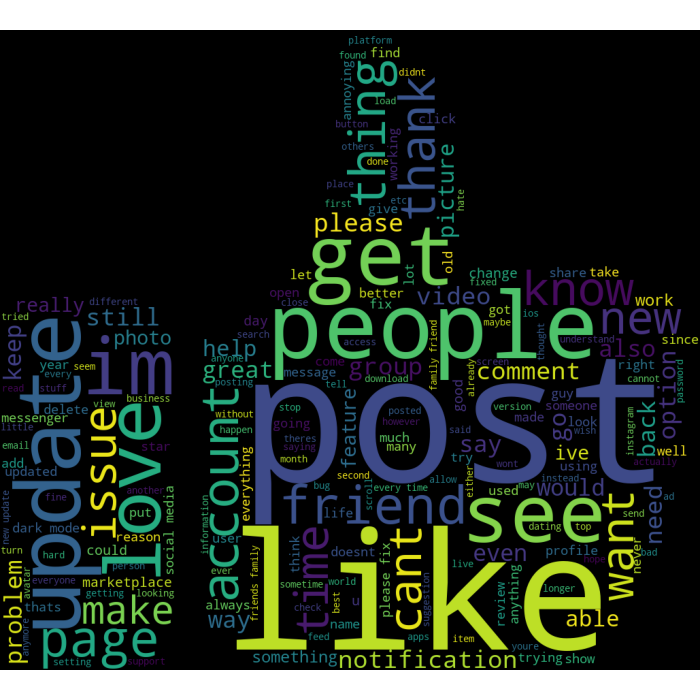 platform
found
find
annoying
thing
didnt
load
thank
button
click
others
working
done
picture
place
hate
first
give
etc
please
get
old
let
lot
open
better
change
fixed
share
take
close
fix
video
know
work
really
different
tried
still
update
im
keep
year
seem
photo
read
stuff
delete
business
messenger
view
little
issue
love
star
email
add
updated
another
new update
fine
put
dark mode
reason
social media
turn
hard
could
person
problem
avatar
everyone
marketplace
thats
getting
looking
anymore
make
page
setting
support
day
people
got
maybe
ios
new
search
access
thought
also
since
help
anyone
come
group
family friend
screen
understand
great
message
comment
already
right
cannot
option
password
posting
tell
download
good
version
guy
someone
back
instagram
without
stop
posted
post
made
go
look
wish
happen
going
theres
however
said
say
well
account
everything
saying
much
many
feature
try
wont
ive
using
actually
month
second
either
instead
information
bug
scroll
every time
allow
used
may
would
need
send
ad
friend
life
see
dating
top
user
think
doesnt
even
profile
never
bad
want
hope
ever
friends family
sometime
time
world
please fix
cant
live
longer
always
check
best
u
suggestion
like
review
anything
able
way
name
item
feed
apps
youre
something
notification
trying
show